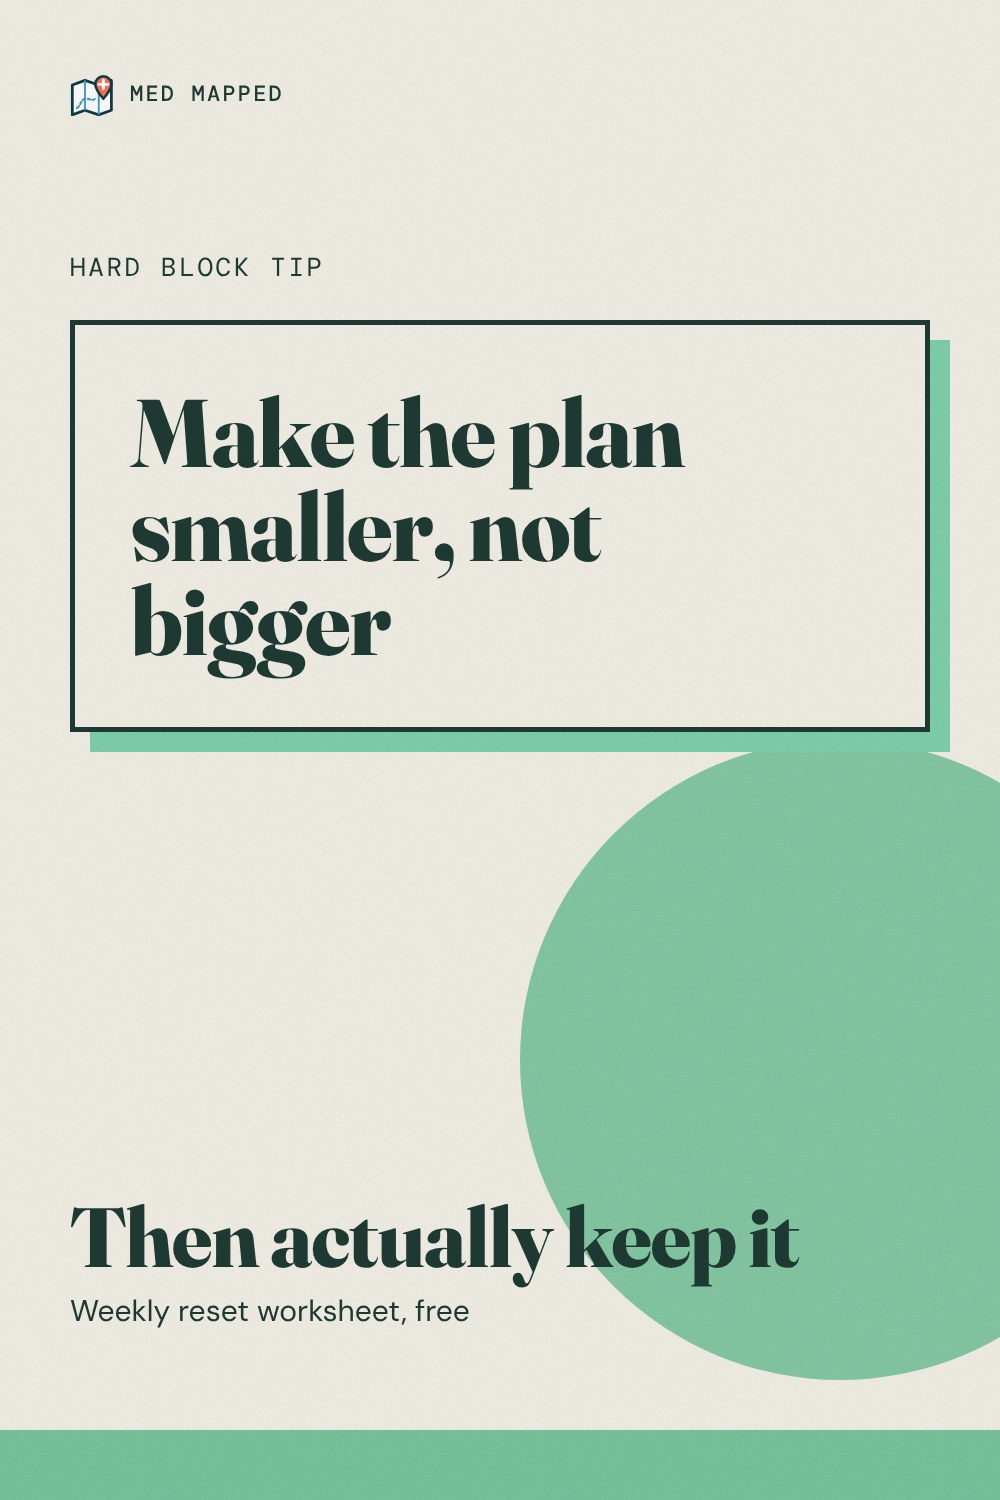 MED MAPPED
HARD BLOCK TIP
Make the plan
smaller, not
bigger
Then actually keep it
Weekly reset worksheet, free